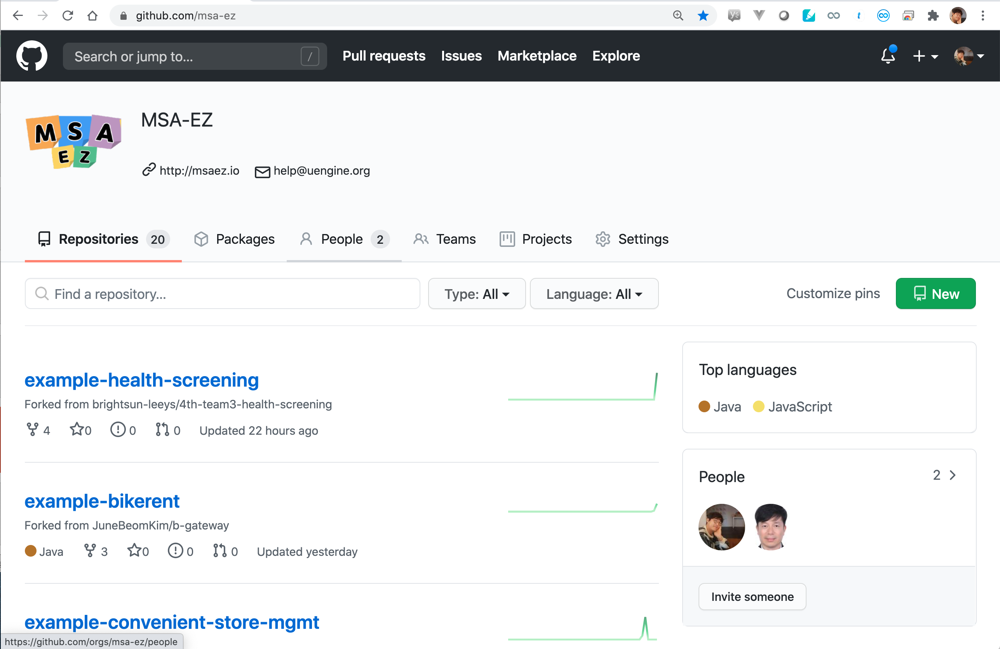 github.com/msa-ez
Search or jump to...
/
Pull requests
Issues
Marketplace
Explore
M S A
E Z
MSA-EZ
http://msaez.io
help@uengine.org
Repositories 20
Packages
People 2
Teams
Projects
Settings
Find a repository...
Type: All
Language: All
Customize pins
New
example-health-screening
Forked from brightsun-leeys/4th-team3-health-screening
4 0 0 0 Updated 22 hours ago
example-bikerent
Forked from JuneBeomKim/b-gateway
Java 3 0 0 0 Updated yesterday
example-convenient-store-mgmt
Top languages
Java JavaScript
People 2
Invite someone
https://github.com/orgs/msa-ez/people